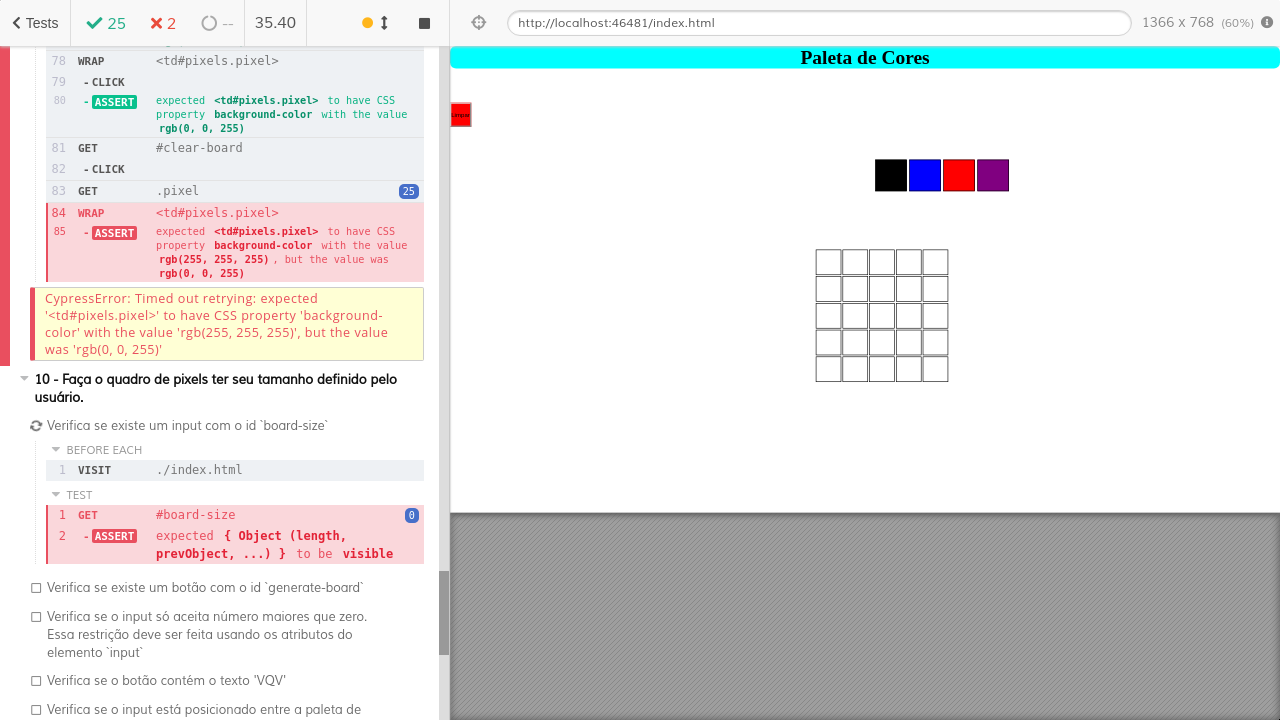 Tests
25
2
--
35.40
http://localhost:46481/index.html
1366 x 768 (60%)
78 WRAP <td#pixels.pixel>
79 -CLICK
80 -ASSERT expected <td#pixels.pixel> to have CSS
property background-color with the value
rgb(0, 0, 255)
81 GET #clear-board
82 -CLICK
83 GET .pixel 25
84 WRAP <td#pixels.pixel>
85 -ASSERT expected <td#pixels.pixel> to have CSS
property background-color with the value
rgb(255, 255, 255), but the value was
rgb(0, 0, 255)
CypressError: Timed out retrying: expected
'<td#pixels.pixel>' to have CSS property 'background-
color' with the value 'rgb(255, 255, 255)', but the value
was 'rgb(0, 0, 255)'
10 - Faça o quadro de pixels ter seu tamanho definido pelo
usuário.
Verifica se existe um input com o id `board-size`
BEFORE EACH
1 VISIT ./index.html
TEST
1 GET #board-size 0
2 -ASSERT expected { Object (length,
prevObject, ...) } to be visible
Verifica se existe um botão com o id `generate-board`
Verifica se o input só aceita número maiores que zero.
Essa restrição deve ser feita usando os atributos do
elemento `input`
Verifica se o botão contém o texto 'VQV'
Verifica se o input está posicionado entre a paleta de
Paleta de Cores